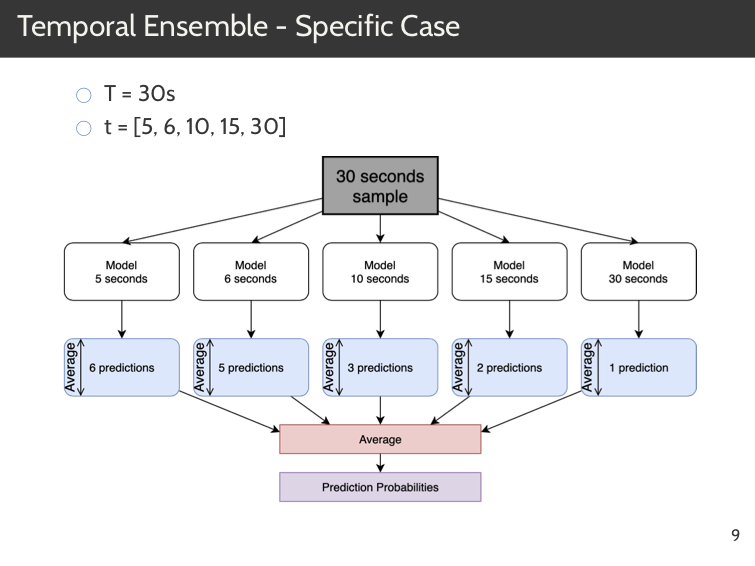 Temporal Ensemble - Specific Case
T = 30s
t = [5, 6, 10, 15, 30]
30 seconds
sample
Model
5 seconds
Model
6 seconds
Model
10 seconds
Model
15 seconds
Model
30 seconds
Average
6 predictions
Average
5 predictions
Average
3 predictions
Average
2 predictions
Average
1 prediction
Average
Prediction Probabilities
9